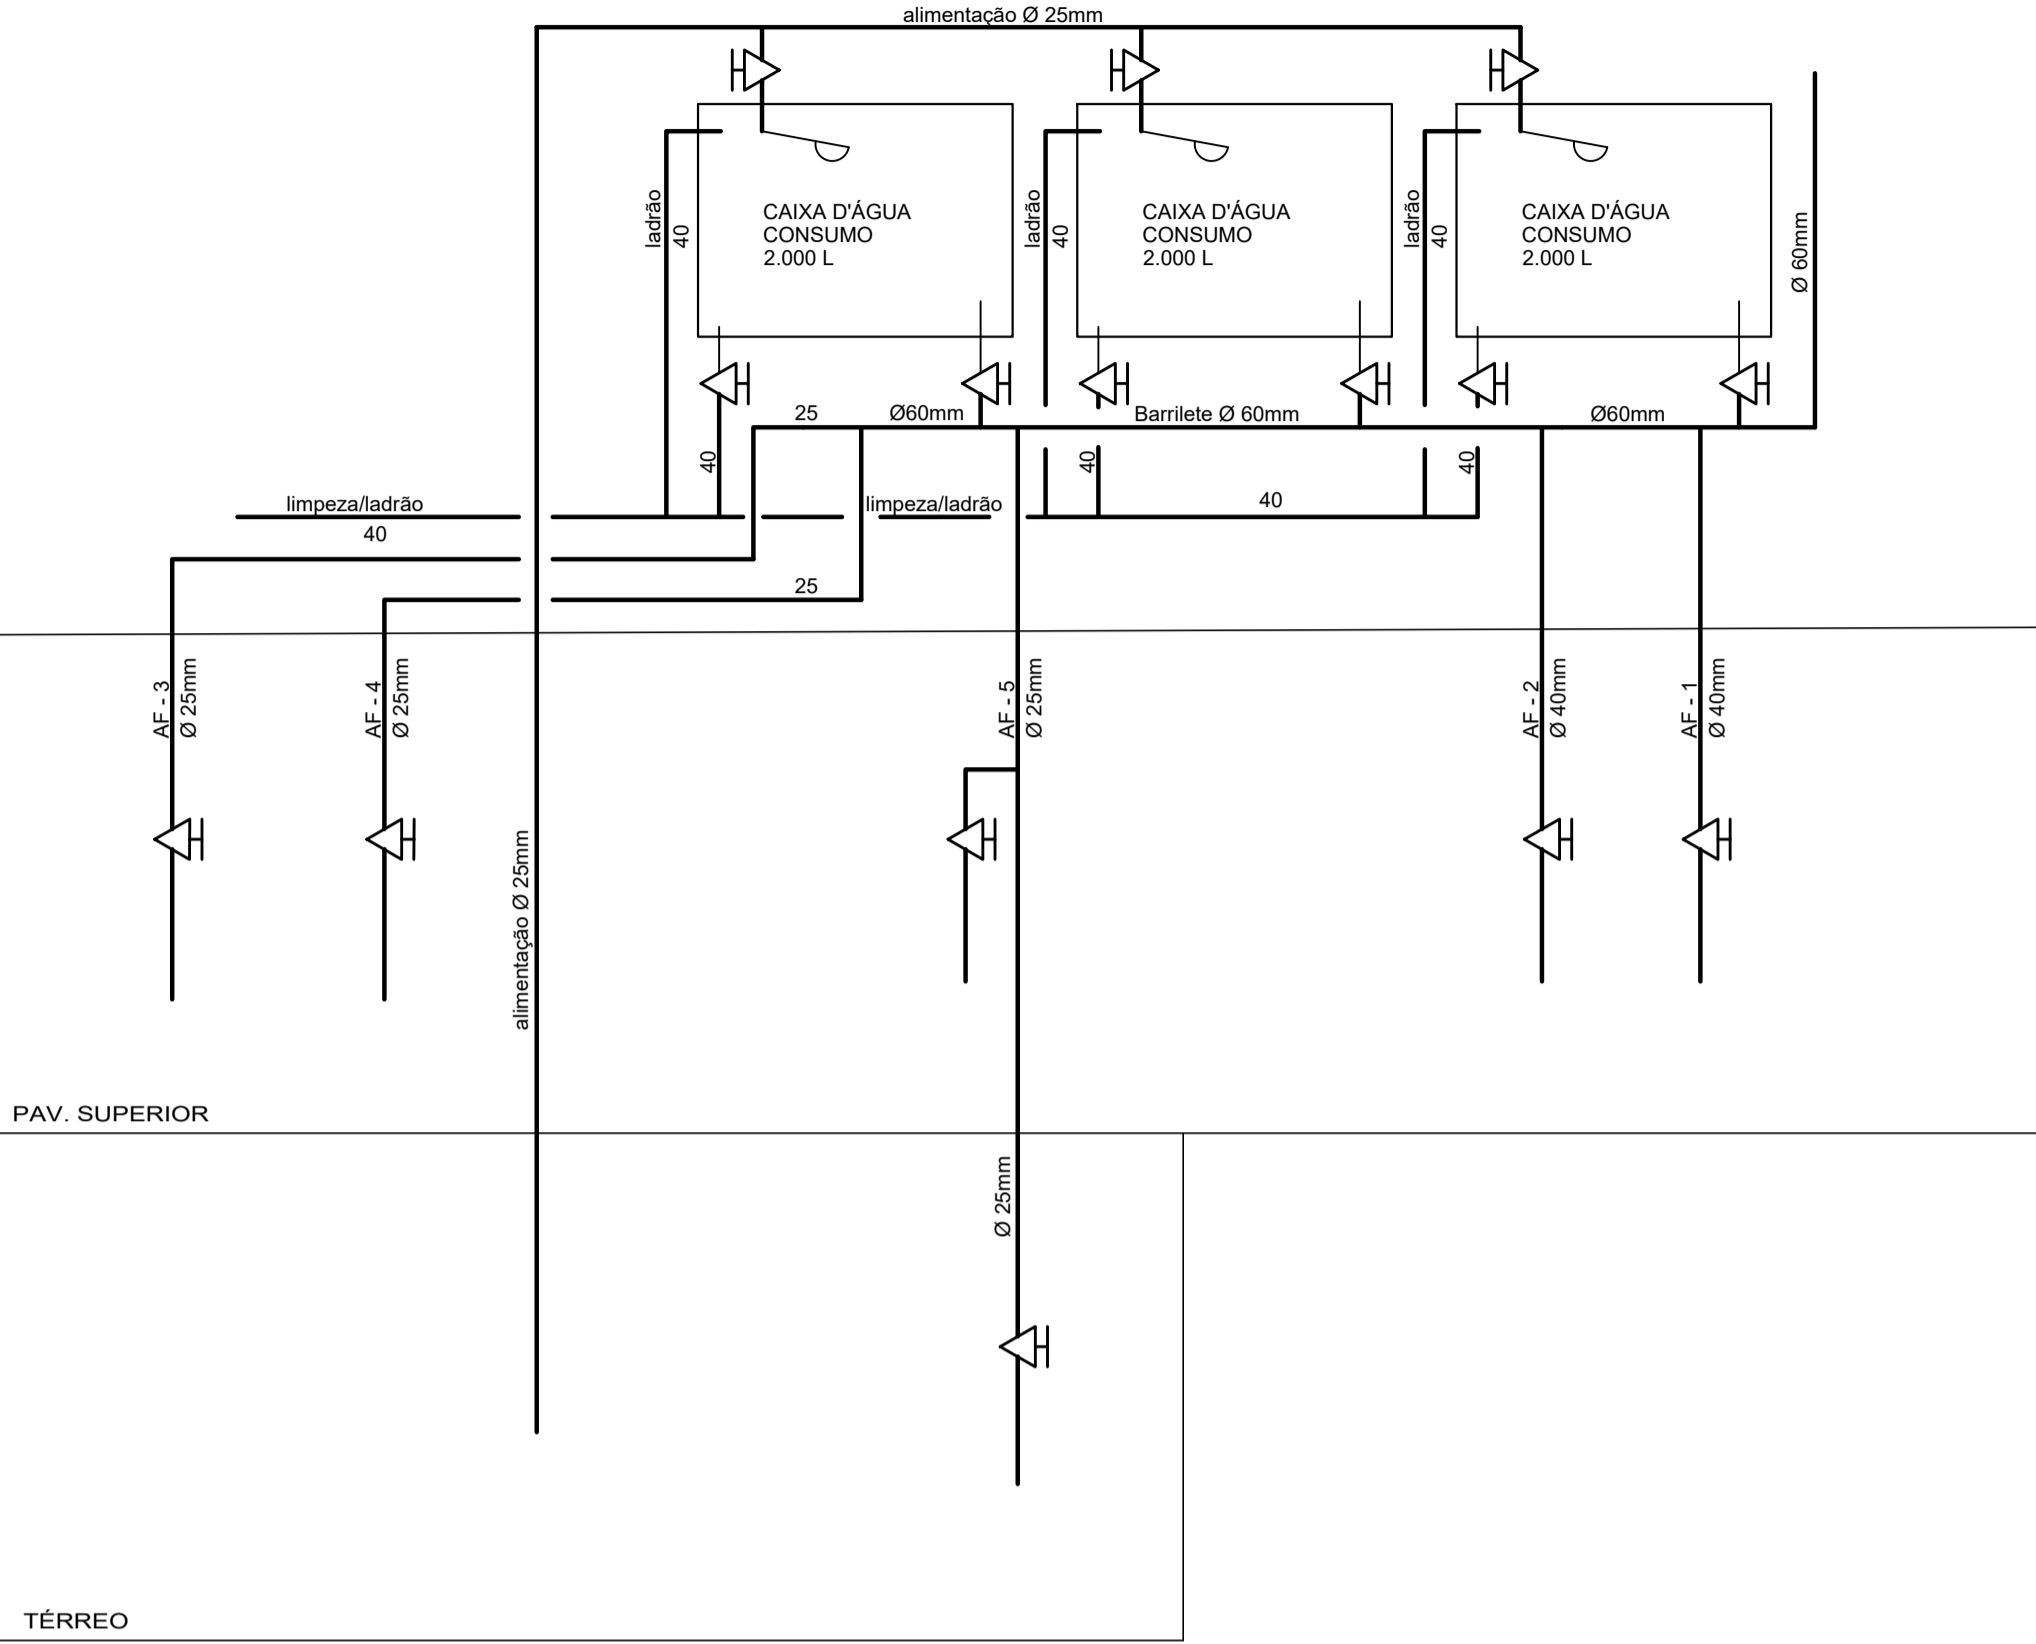 alimentação Ø 25mm
ladrão
40
CAIXA D'ÁGUA
CONSUMO
2.000 L
ladrão
40
CAIXA D'ÁGUA
CONSUMO
2.000 L
ladrão
40
CAIXA D'ÁGUA
CONSUMO
2.000 L
Ø 60mm
25
Ø60mm
Barrilete Ø 60mm
Ø60mm
40
40
40
limpeza/ladrão
40
limpeza/ladrão
40
25
AF - 3
Ø 25mm
AF - 4
Ø 25mm
AF - 5
Ø 25mm
AF - 2
Ø 40mm
AF - 1
Ø 40mm
alimentação Ø 25mm
PAV. SUPERIOR
Ø 25mm
TÉRREO